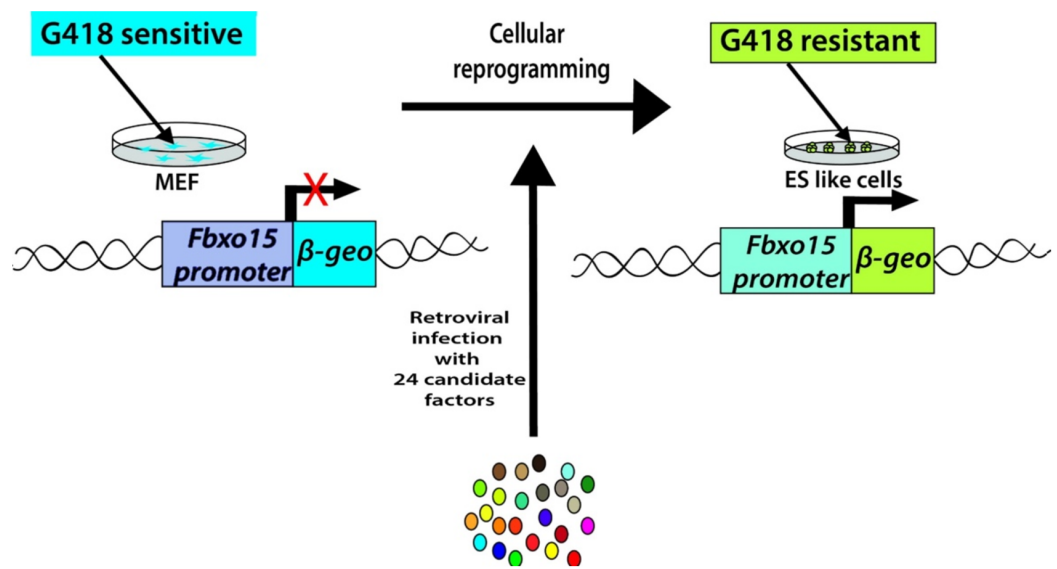 G418 sensitive
MEF
Fbxo15
promoter
β-geo
Cellular
reprogramming
Retroviral
infection
with
24 candidate
factors
G418 resistant
ES like cells
Fbxo15
promoter
β-geo